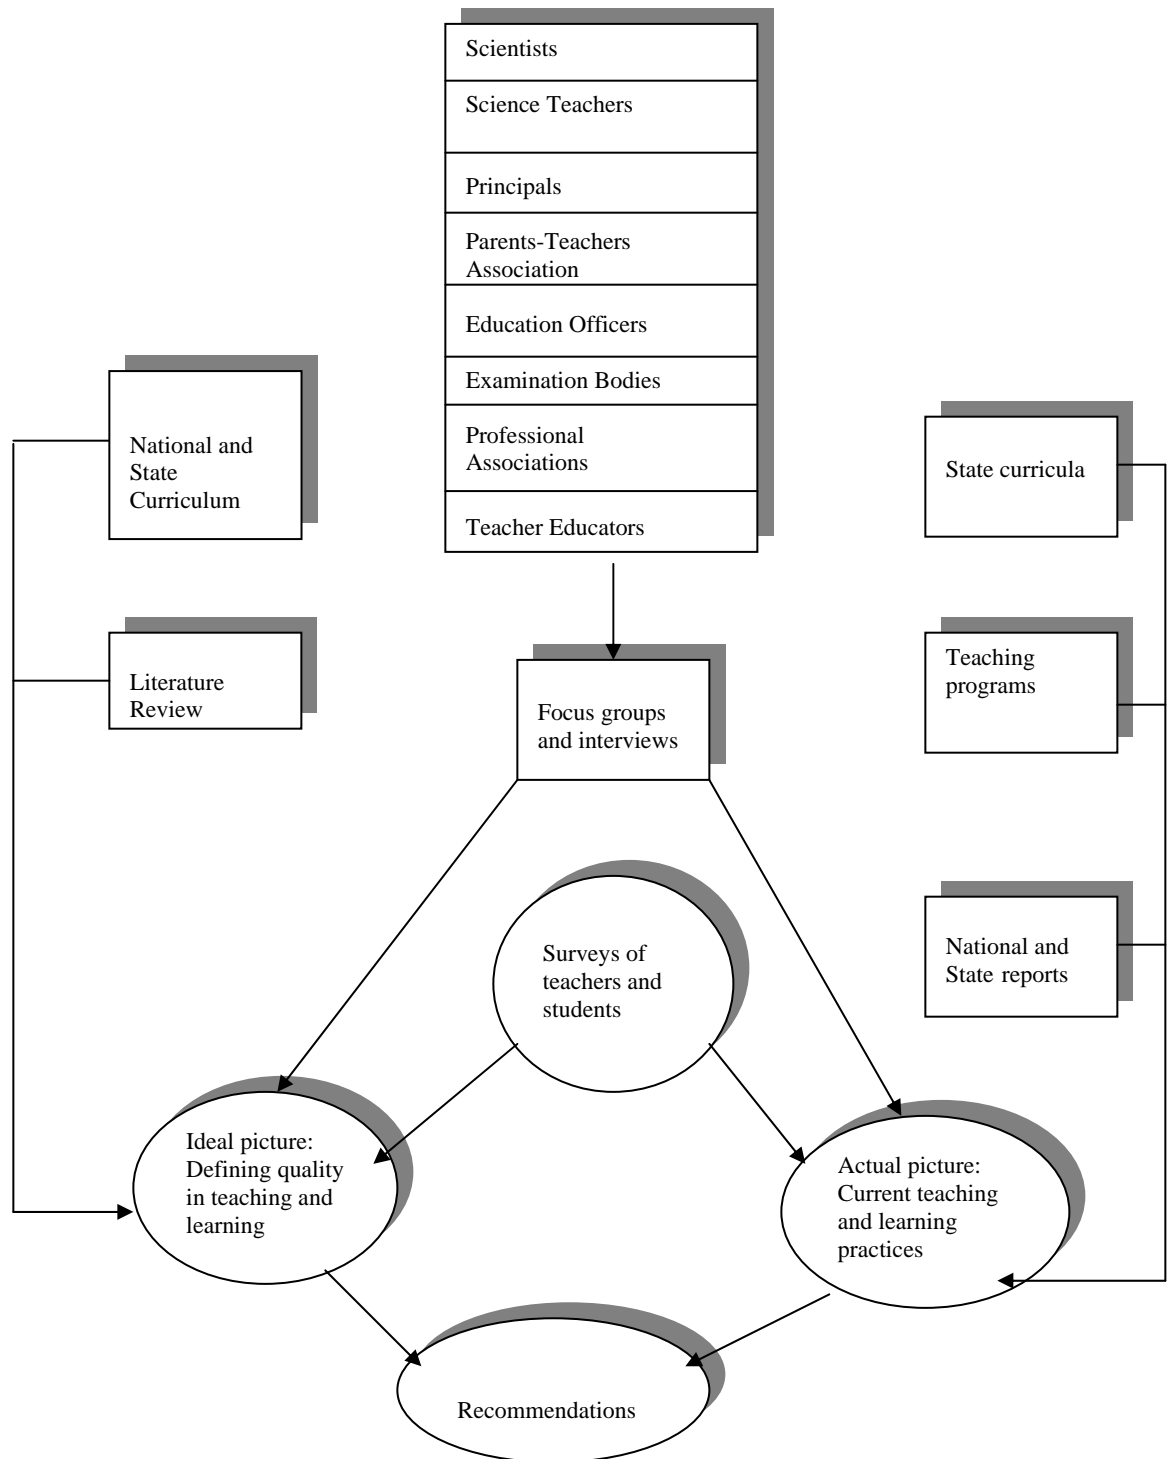 Scientists
Science Teachers
Principals
Parents-Teachers
Association
Education Officers
Examination Bodies
Professional
Associations
Teacher Educators
National and
State
Curriculum
Literature
Review
Focus groups
and interviews
State curricula
Teaching
programs
National and
State reports
Surveys of
teachers and
students
Ideal picture:
Defining quality
in teaching and
learning
Actual picture:
Current teaching
and learning
practices
Recommendations